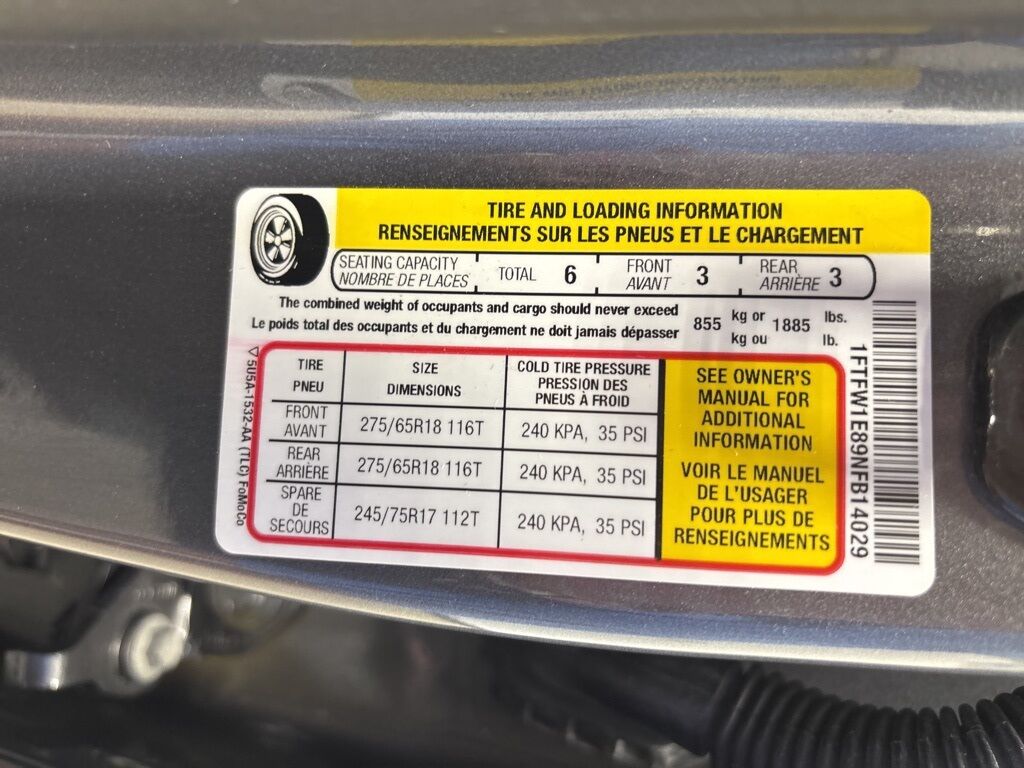 TIRE AND LOADING INFORMATION
RENSEIGNEMENTS SUR LES PNEUS ET LE CHARGEMENT
SEATING CAPACITY
NOMBRE DE PLACES
TOTAL 6
FRONT
AVANT
3
REAR
ARRIÈRE
3
The combined weight of occupants and cargo should never exceed
Le poids total des occupants et du chargement ne doit jamais dépasser
855
kg or
kg ou
1885
lbs.
lb.
TIRE
PNEU
SIZE
DIMENSIONS
COLD TIRE PRESSURE
PRESSION DES
PNEUS À FROID
FRONT
AVANT
275/65R18 116T
240 KPA, 35 PSI
REAR
ARRIÈRE
275/65R18 116T
240 KPA, 35 PSI
SPARE
DE
SECOURS
245/75R17 112T
240 KPA, 35 PSI
SEE OWNER'S
MANUAL FOR
ADDITIONAL
INFORMATION
VOIR LE MANUEL
DE L'USAGER
POUR PLUS DE
RENSEIGNEMENTS
1FTFW1E89NFB14029
▽5U5A-1532-AA (TLC) FoMoCo